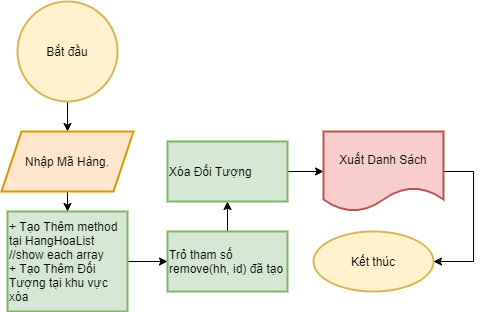 Bắt đầu
Nhập Mã Hàng.
+ Tạo Thêm method
tại HangHoaList
//show each array
+ Tạo Thêm Đối
Tượng tại khu vực
xóa
Trỏ tham số
remove(hh, id) đã tạo
Xóa Đối Tượng
Xuất Danh Sách
Kết thúc